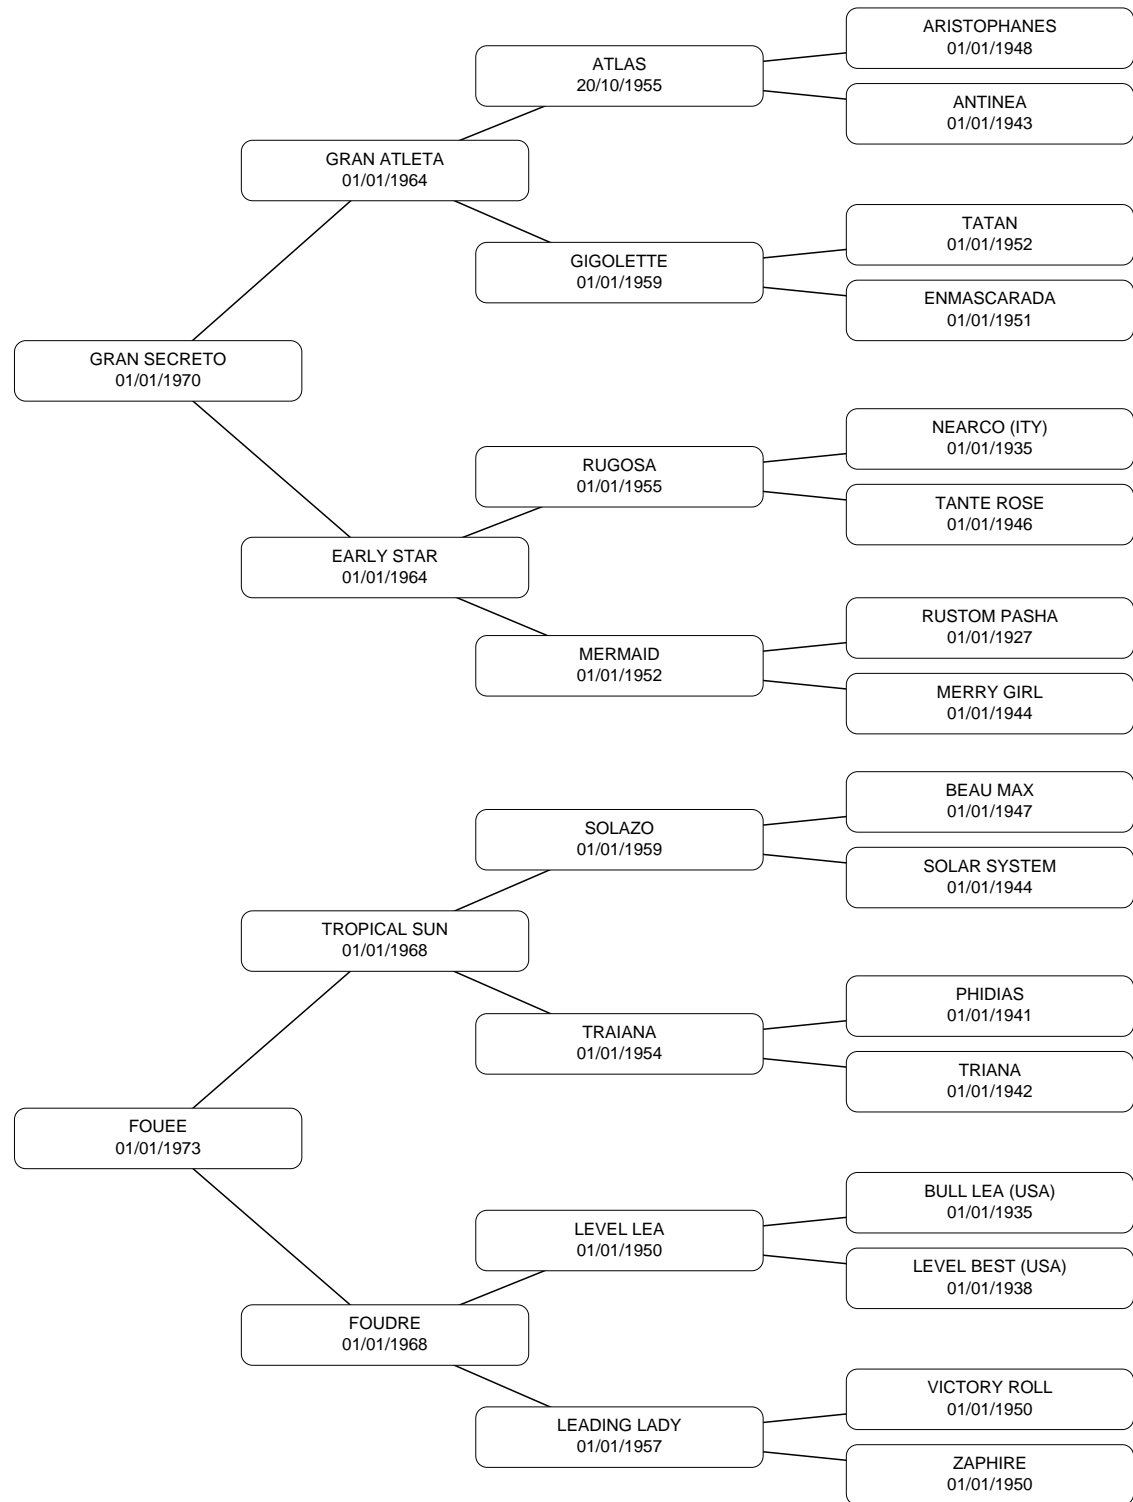 ARISTOPHANES
01/01/1948
ATLAS
20/10/1955
ANTINEA
01/01/1943
GRAN ATLETA
01/01/1964
TATAN
01/01/1952
GIGOLETTE
01/01/1959
ENMASCARADA
01/01/1951
GRAN SECRETO
01/01/1970
NEARCO (ITY)
01/01/1935
RUGOSA
01/01/1955
TANTE ROSE
01/01/1946
EARLY STAR
01/01/1964
RUSTOM PASHA
01/01/1927
MERMAID
01/01/1952
MERRY GIRL
01/01/1944
BEAU MAX
01/01/1947
SOLAZO
01/01/1959
SOLAR SYSTEM
01/01/1944
TROPICAL SUN
01/01/1968
PHIDIAS
01/01/1941
TRAIANA
01/01/1954
TRIANA
01/01/1942
FOUEE
01/01/1973
BULL LEA (USA)
01/01/1935
LEVEL LEA
01/01/1950
LEVEL BEST (USA)
01/01/1938
FOUDRE
01/01/1968
VICTORY ROLL
01/01/1950
LEADING LADY
01/01/1957
ZAPHIRE
01/01/1950